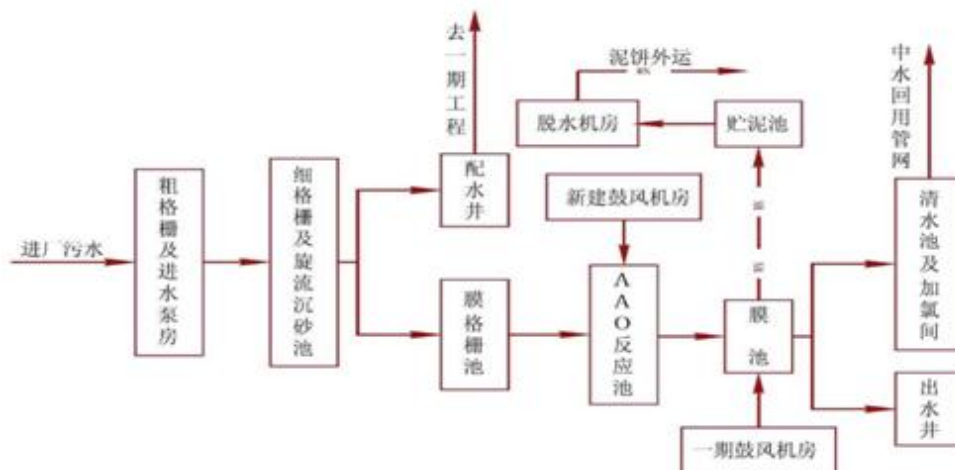 去一期工程
泥饼外运
中水回用管网
脱水机房
贮泥池
粗格栅及进水泵房
细格栅及旋流沉砂池
配水井
新建鼓风机房
清水池及加氯间
进厂污水
膜格栅池
AAO反应池
膜池
出水井
一期鼓风机房